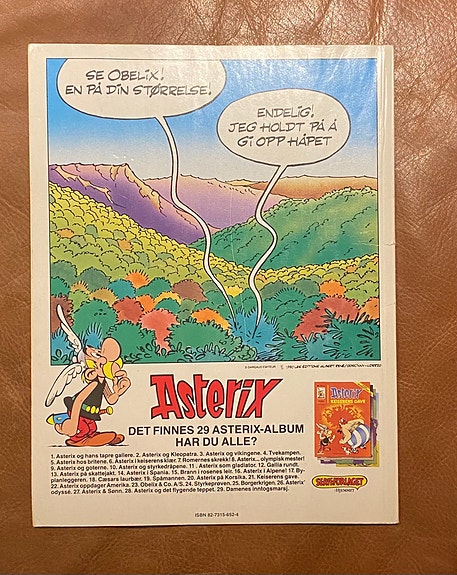 SE OBELIX!
EN PÅ DIN STØRRELSE!
ENDELIG!
JEG HOLDT PÅ Å
GI OPP HÅPET
Asterix
DET FINNES 29 ASTERIX-ALBUM
HAR DU ALLE?
Asterix
KEISERENS GAVE
1. Asterix og hans tapre gallere. 2. Asterix og Kleopatra. 3. Asterix og vikingene. 4. Tvekampen.
5. Asterix hos britene. 6. Asterix i keiserens klær. 7. Romernes skrekk! 8. Asterix... olympisk mester!
9. Asterix og goterne. 10. Asterix og styrkedråpene. 11. Asterix som gladiator. 12. Gallia rundt.
13. Asterix på skattejakt. 14. Asterix i Spania. 15. Brann i rosenes leir. 16. Asterix i Alpene! 17. By-
planleggeren. 18. Cæsars laurbær. 19. Spåmannen. 20. Asterix på Korsika. 21. Keiserens gave.
22. Asterix oppdager Amerika. 23. Obelix & Co. A/S. 24. Styrkeprøven. 25. Borgerkrigen. 26. Asterix'
odyssé. 27. Asterix & Sønn. 28. Asterix og det flygende teppet. 29. Damenes inntogsmarsj.
SERIEFORLAGET
HJEMMET
ISBN 82-7315-652-4